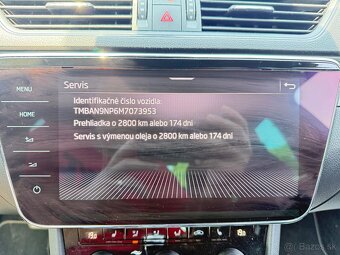 MENU
HOME
Servis
Identifikačné číslo vozidla:
TMBAN9NP6M7073953
Prehliadka o 2800 km alebo 174 dní
Servis s výmenou oleja o 2800 km alebo 174 dní